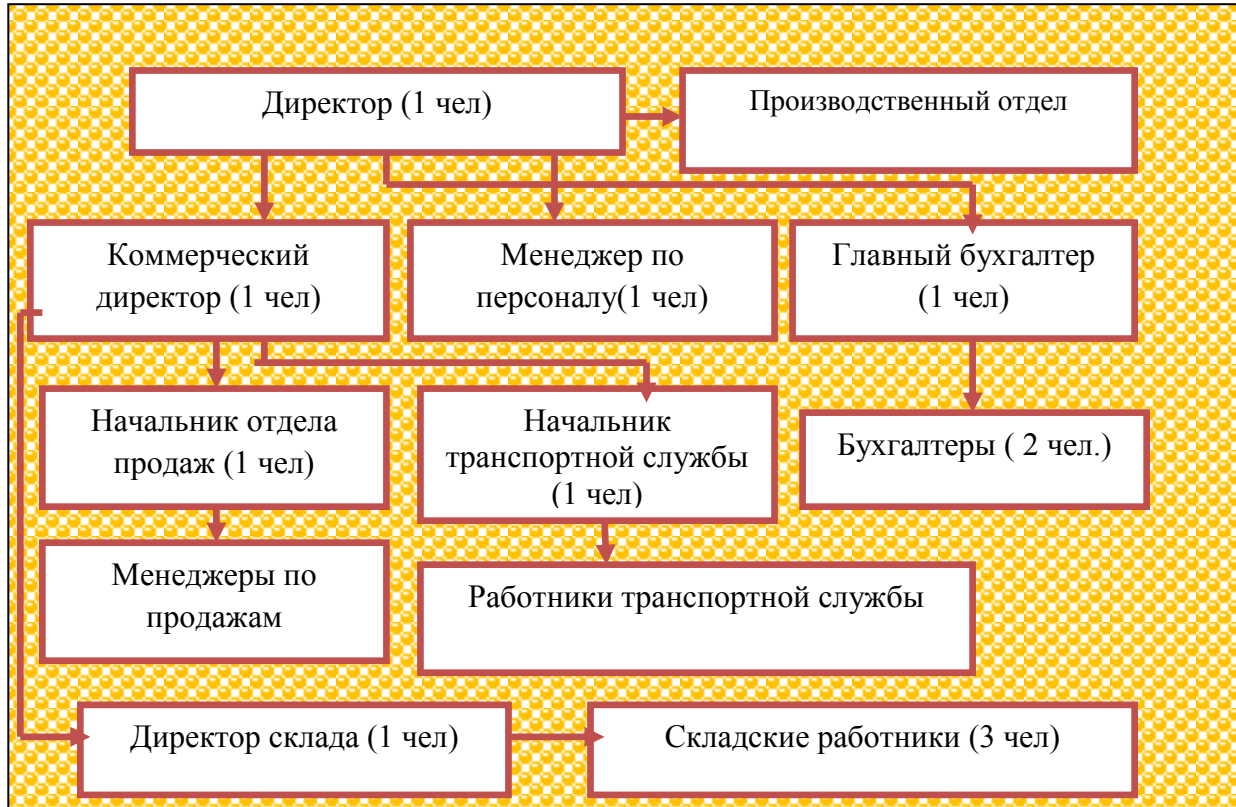 Директор (1 чел)
Производственный отдел
Коммерческий
директор (1 чел)
Менеджер по
персоналу(1 чел)
Главный бухгалтер
(1 чел)
Начальник отдела
продаж (1 чел)
Начальник
транспортной службы
(1 чел)
Бухгалтеры ( 2 чел.)
Менеджеры по
продажам
Работники транспортной службы
Директор склада (1 чел)
Складские работники (3 чел)